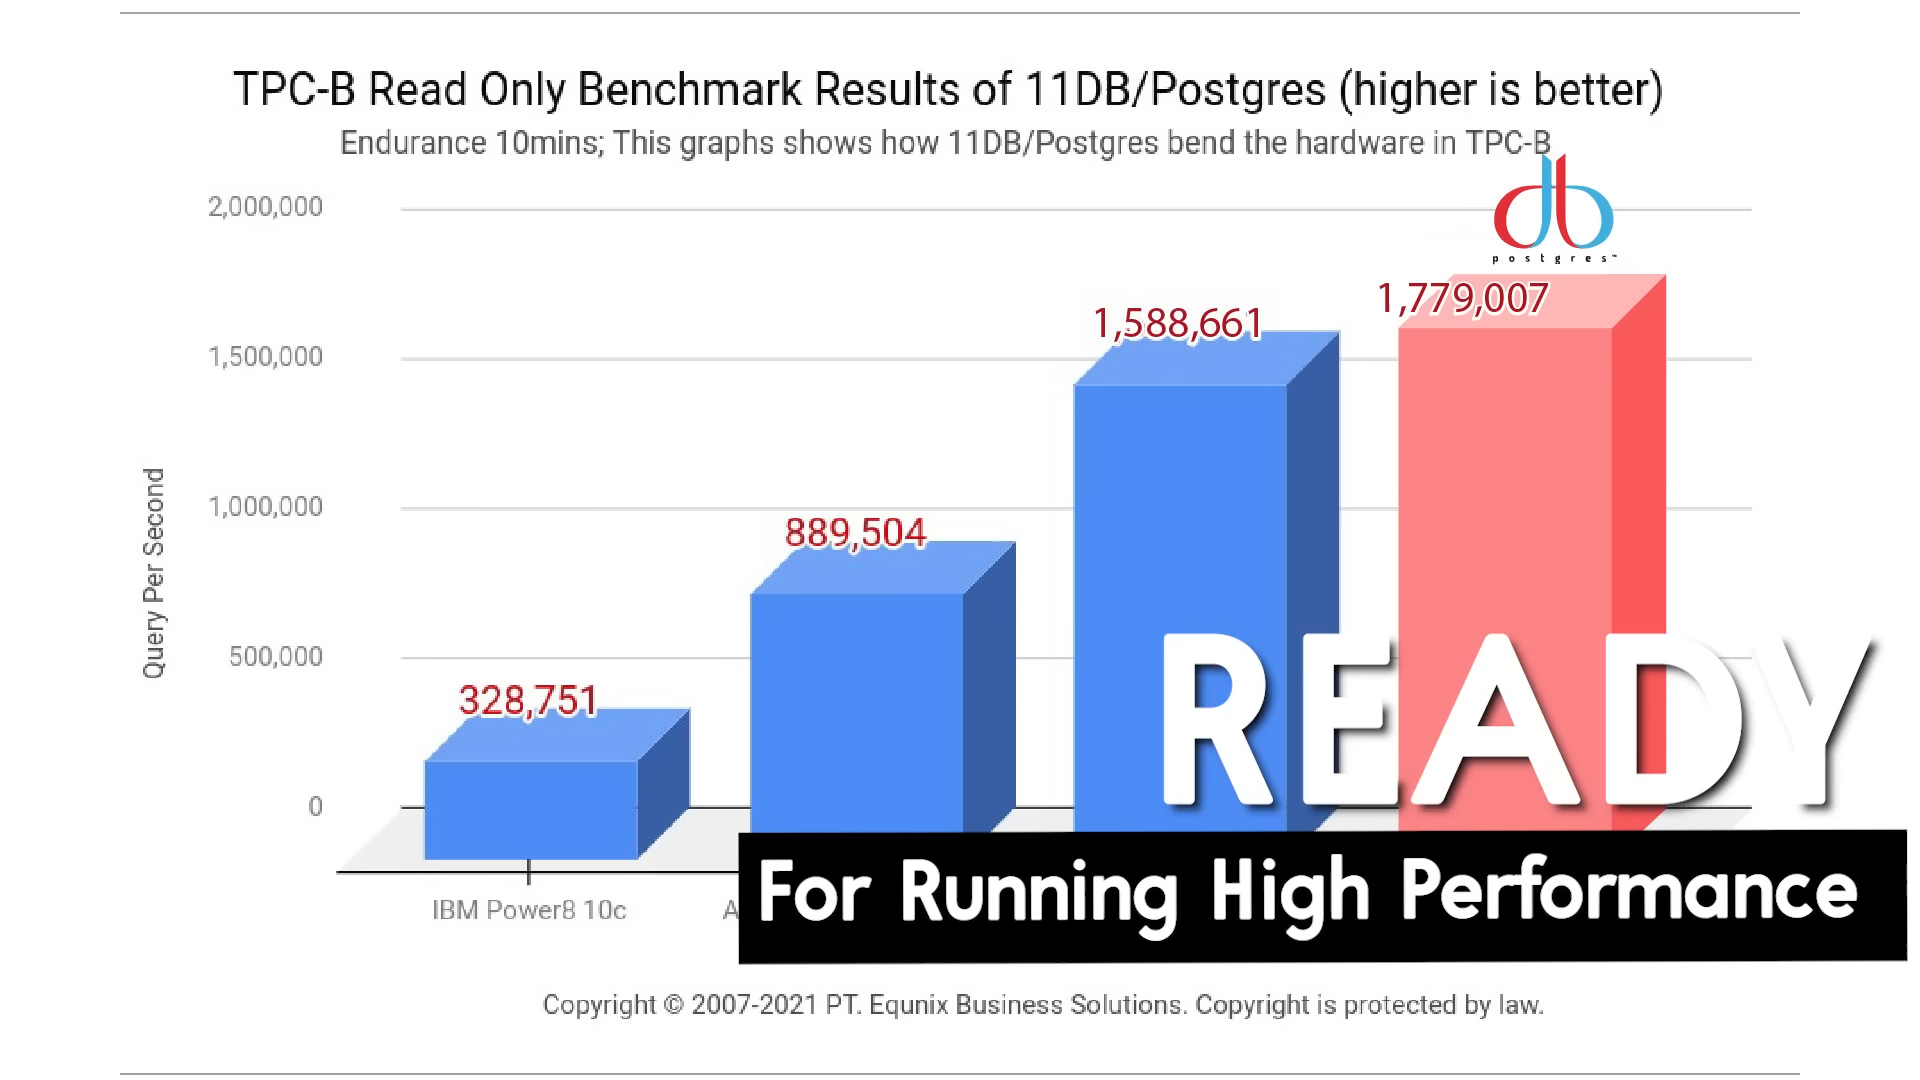 TPC-B Read Only Benchmark Results of 11DB/Postgres (higher is better)
Endurance 10mins; This graphs shows how 11DB/Postgres bend the hardware in TPC-B
db
postgres™
2,000,000
1,500,000
1,000,000
500,000
0
Query Per Second
328,751
889,504
1,588,661
1,779,007
READY
For Running High Performance
IBM Power8 10c
Copyright © 2007-2021 PT. Equnix Business Solutions. Copyright is protected by law.